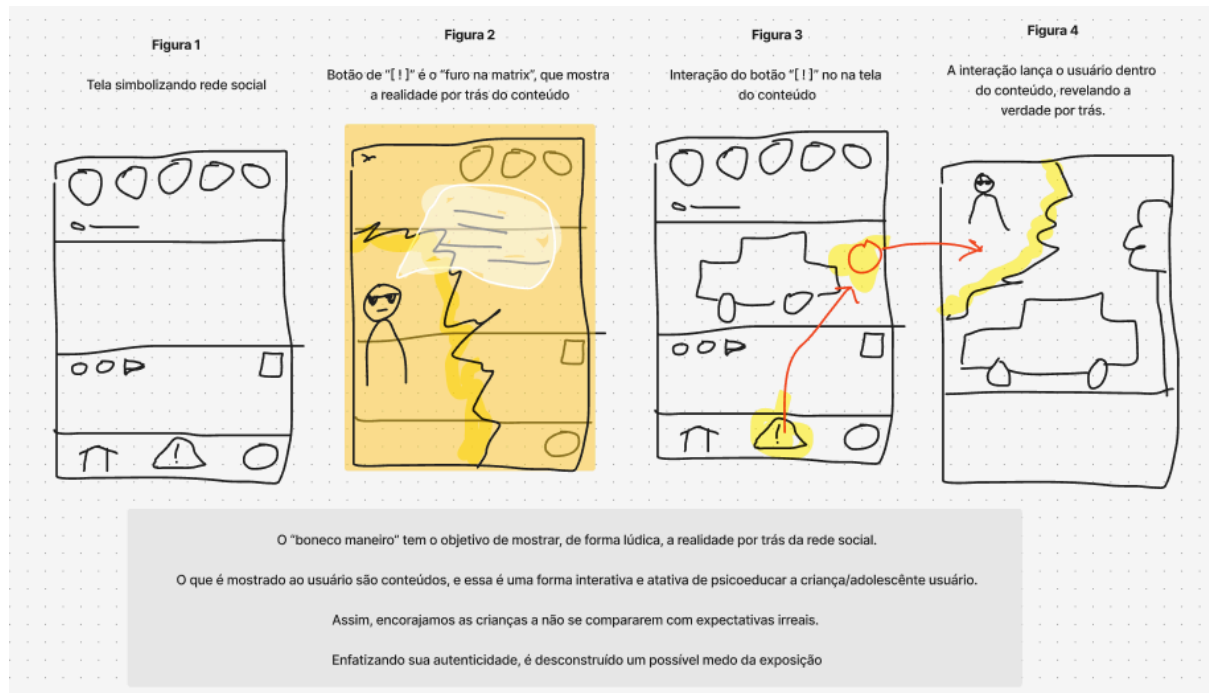 Figura 1
Tela simbolizando rede social
Figura 2
Botão de "[ ! ]" é o "furo na matrix", que mostra
a realidade por trás do conteúdo
Figura 3
Interação do botão "[ ! ]" no na tela
do conteúdo
Figura 4
A interação lança o usuário dentro
do conteúdo, revelando a
verdade por trás.
!
!
O "boneco maneiro" tem o objetivo de mostrar, de forma lúdica, a realidade por trás da rede social.
O que é mostrado ao usuário são conteúdos, e essa é uma forma interativa e atativa de psicoeducar a criança/adolescênte usuário.
Assim, encorajamos as crianças a não se compararem com expectativas irreais.
Enfatizando sua autenticidade, é desconstruído um possível medo da exposição